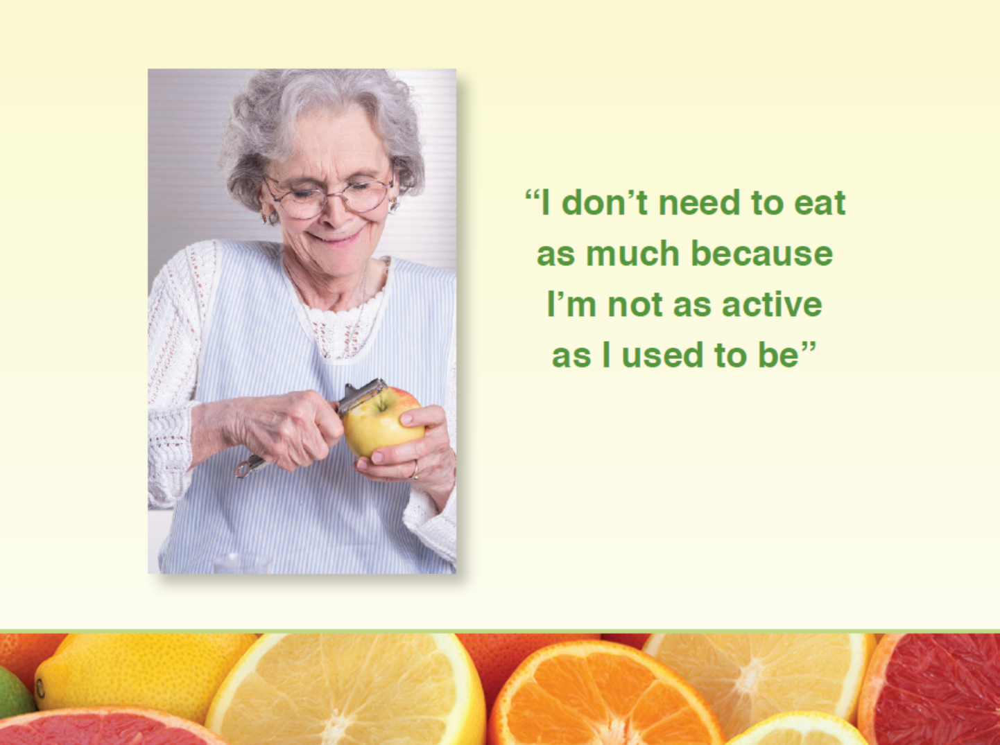 “I don’t need to eat
as much because
I’m not as active
as I used to be”